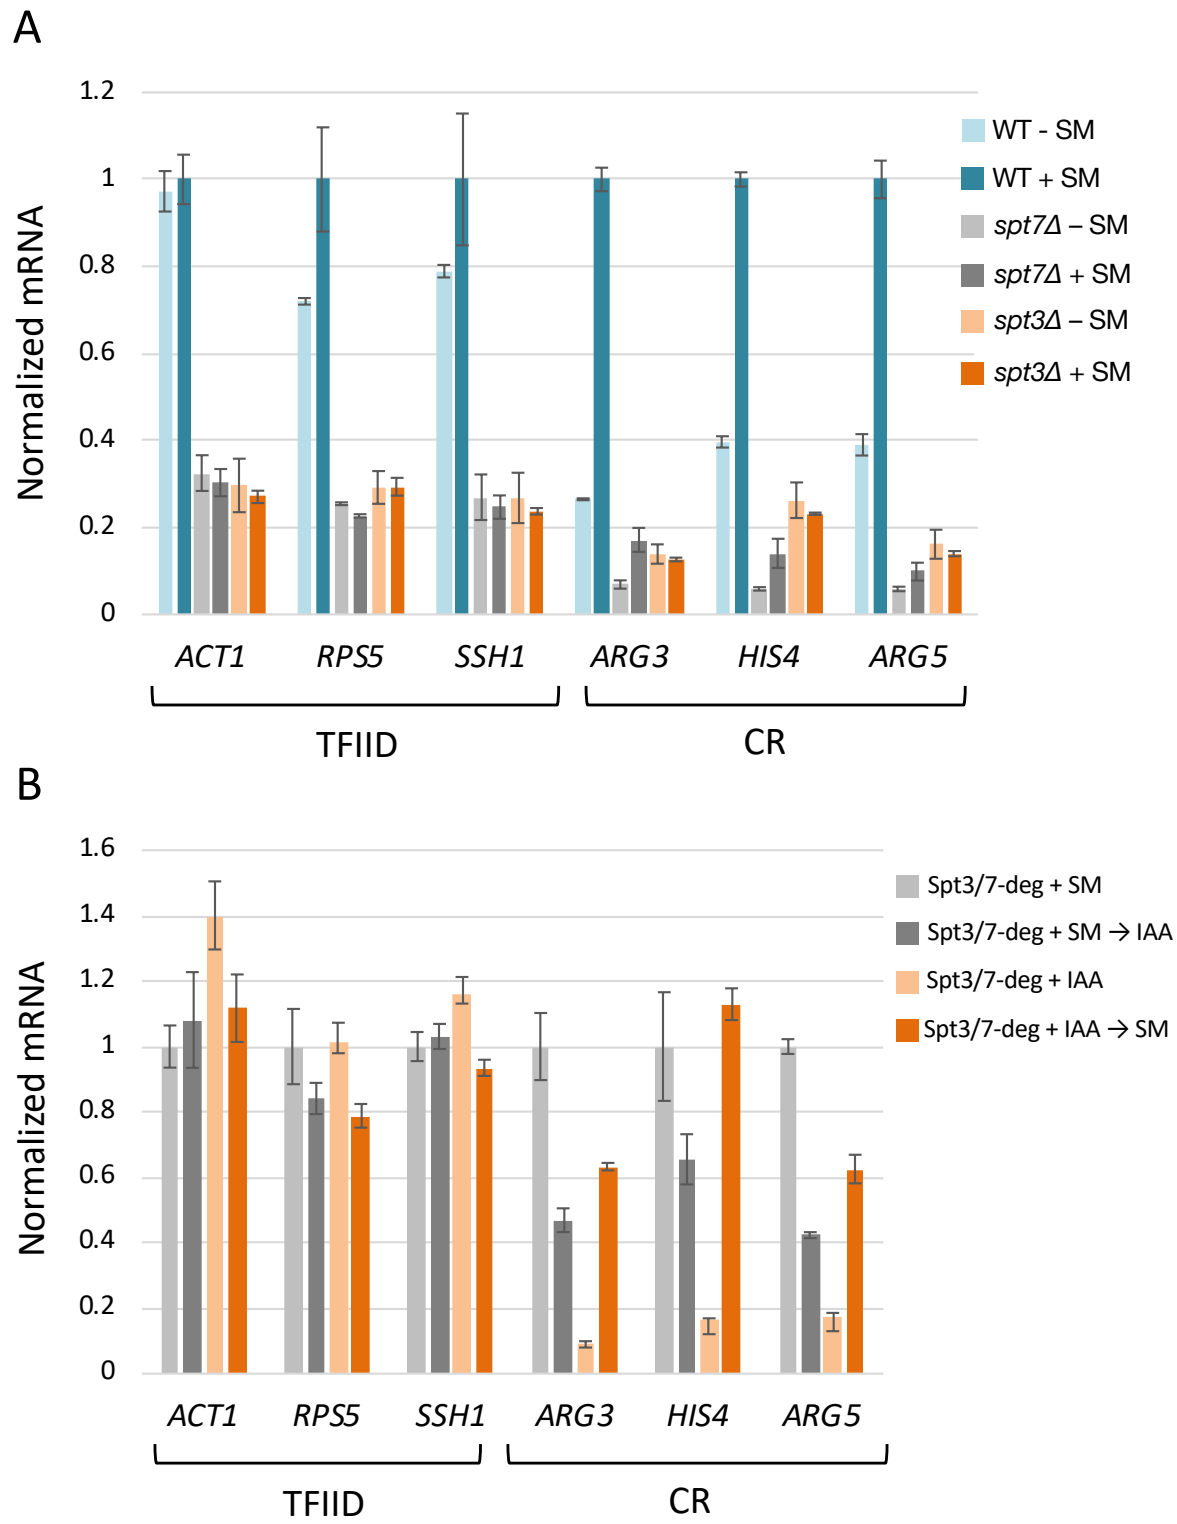 A
1.2
1
0.8
0.6
0.4
0.2
0
Normalized mRNA
WT - SM
WT + SM
spt7Δ – SM
spt7Δ + SM
spt3Δ – SM
spt3Δ + SM
ACT1 RPS5 SSH1 ARG3 HIS4 ARG5
TFIID CR
B
1.6
1.4
1.2
1
0.8
0.6
0.4
0.2
0
Normalized mRNA
Spt3/7-deg + SM
Spt3/7-deg + SM → IAA
Spt3/7-deg + IAA
Spt3/7-deg + IAA → SM
ACT1 RPS5 SSH1 ARG3 HIS4 ARG5
TFIID CR